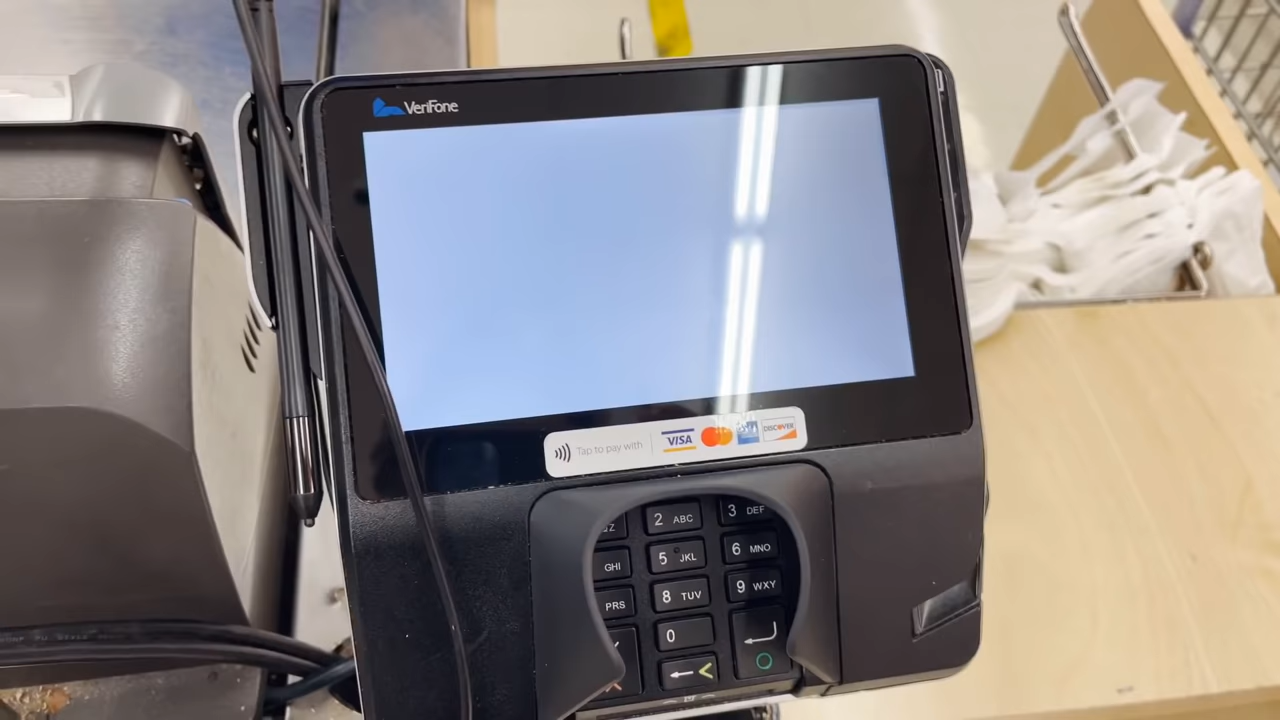 VeriFone
Tap to pay with VISA DISCOVER
2 ABC 3 DEF
GHI 5 JKL 6 MNO
PRS 8 TUV 9 WXY
0